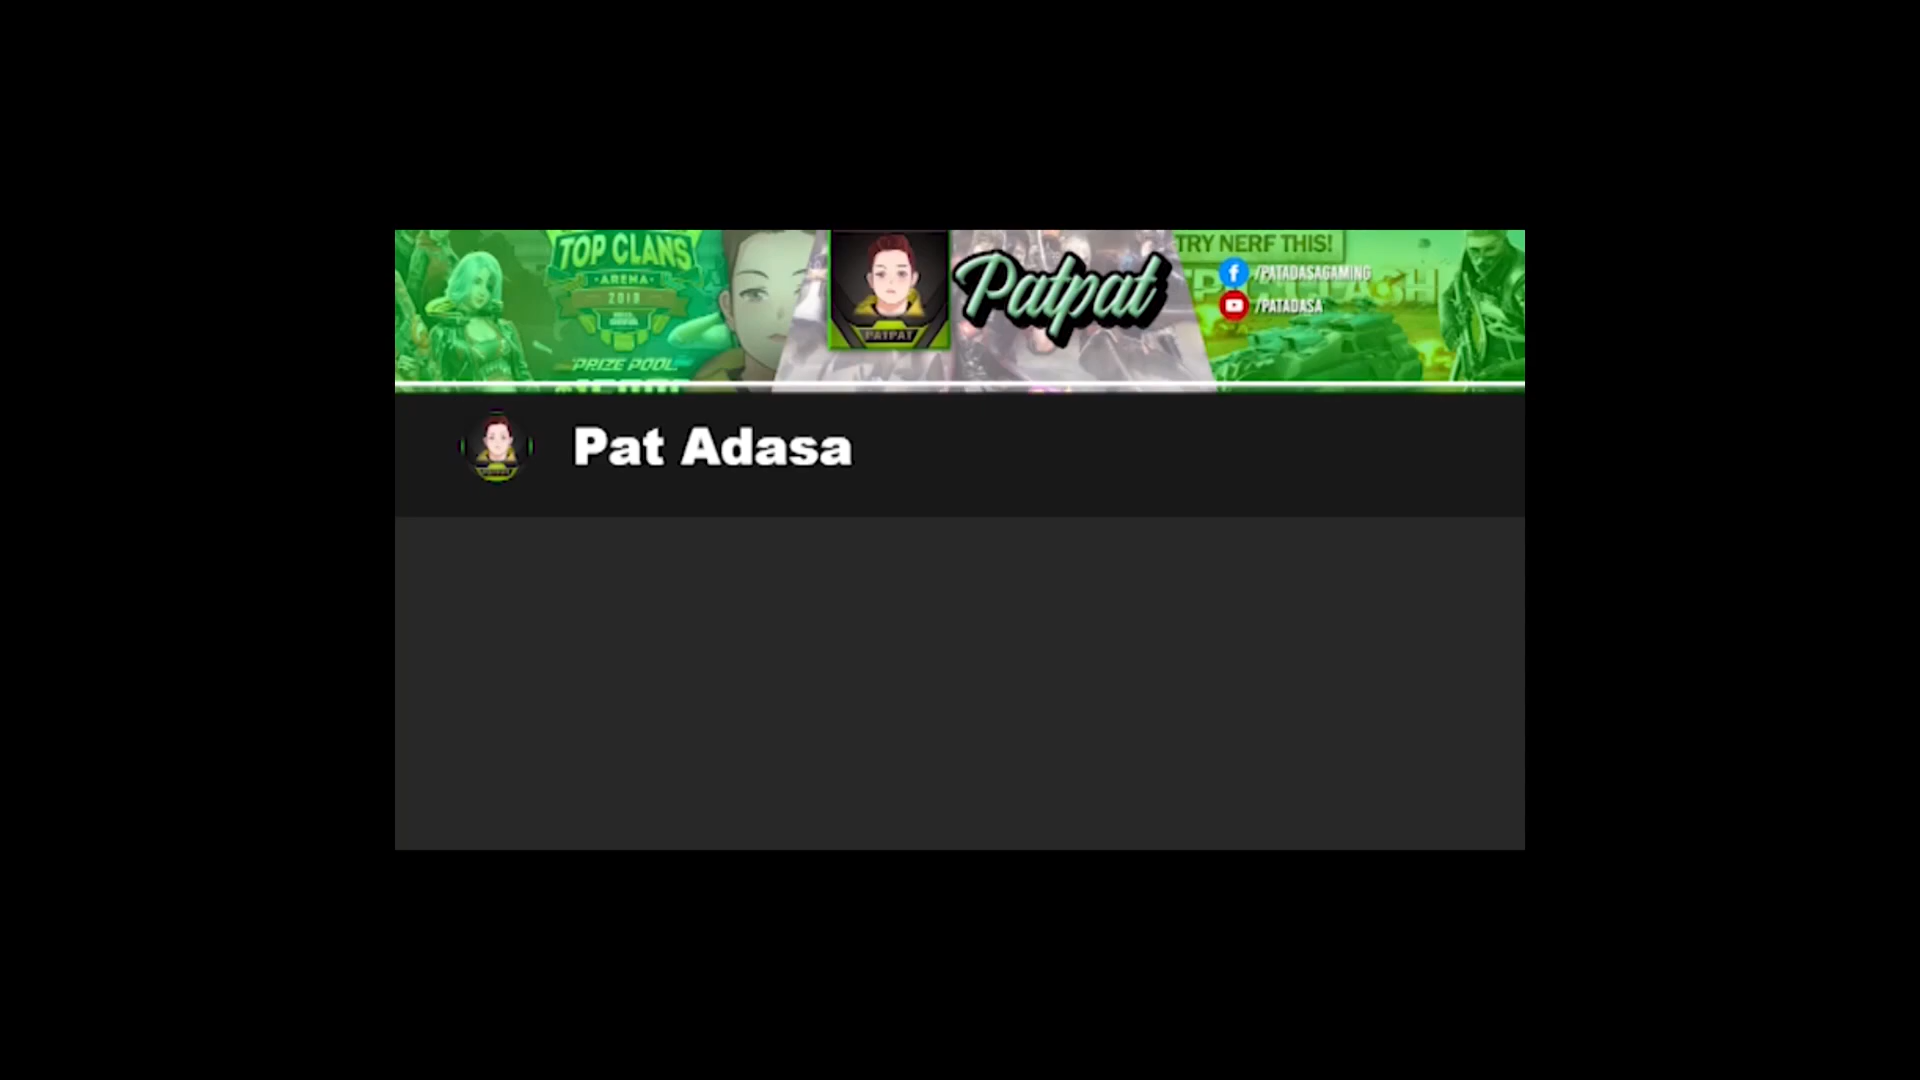 TOP CLANS
ARENA
2019
PRIZE POOL:
PATPAT
Patpat
TRY NERF THIS!
/PATADASAGAMING
/PATADASA
Pat Adasa